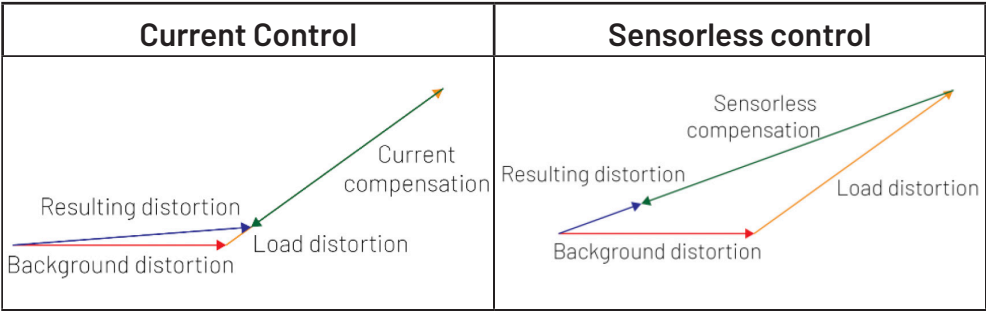 Current Control
Sensorless control
Current
compensation
Resulting distortion
Load distortion
Background distortion
Sensorless
compensation
Resulting distortion
Load distortion
Background distortion